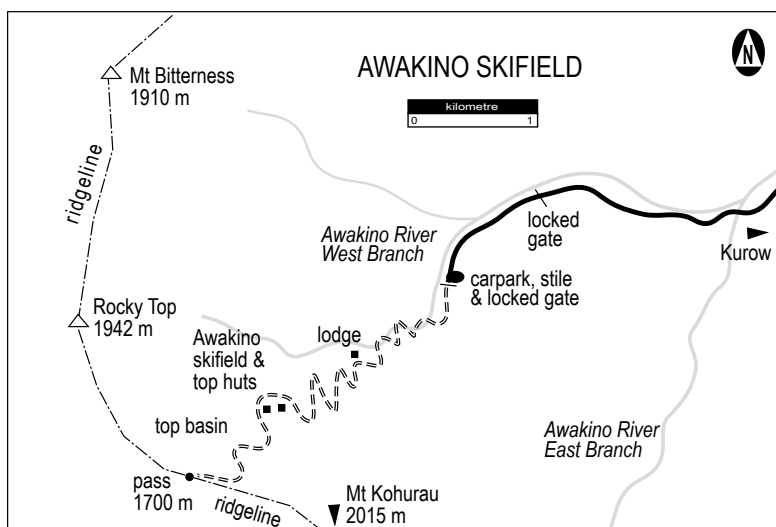 AWAKINO SKIFIELD
N
kilometre
0 1
Mt Bitterness
1910 m
ridgeline
locked
gate
Kurow
Awakino River
West Branch
carpark, stile
& locked gate
Rocky Top
1942 m
Awakino
skifield &
top huts
lodge
top basin
Awakino River
East Branch
pass
1700 m
ridgeline
Mt Kohurau
2015 m